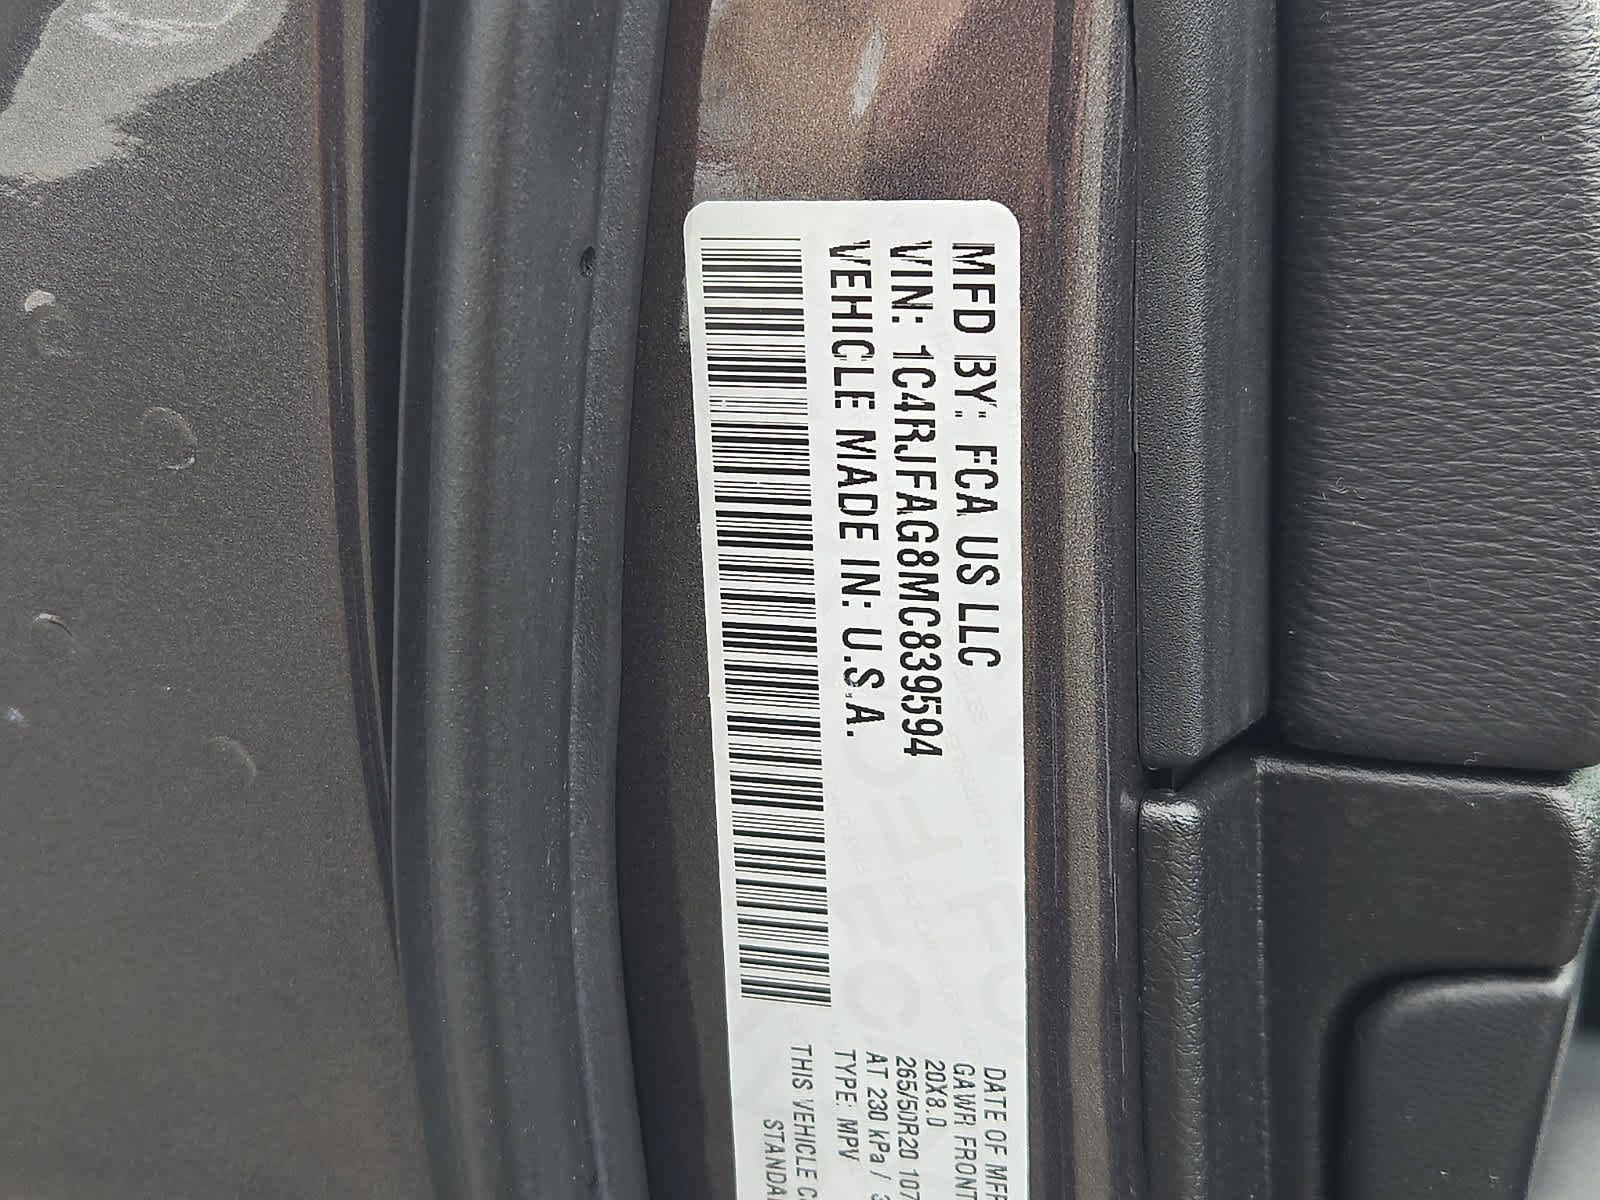 MFD BY: FCA US LLC
VIN: 1C4RJFAG8MC839594
VEHICLE MADE IN: U.S.A.
DATE OF MFR
GAWR FRONT
20X8.0
265/50R20 107
AT 230 kPa /
TYPE: MPV
THIS VEHICLE